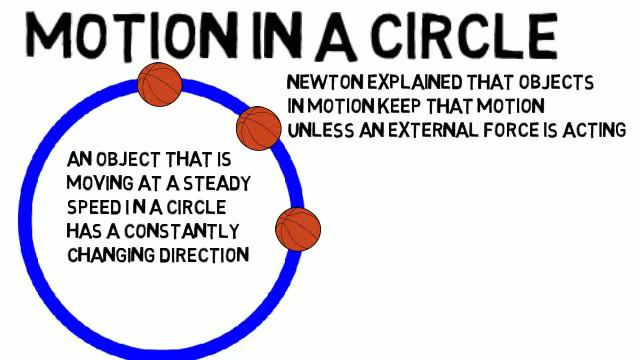 MOTION IN A CIRCLE
NEWTON EXPLAINED THAT OBJECTS
IN MOTION KEEP THAT MOTION
UNLESS AN EXTERNAL FORCE IS ACTING
AN OBJECT THAT IS
MOVING AT A STEADY
SPEED IN A CIRCLE
HAS A CONSTANTLY
CHANGING DIRECTION